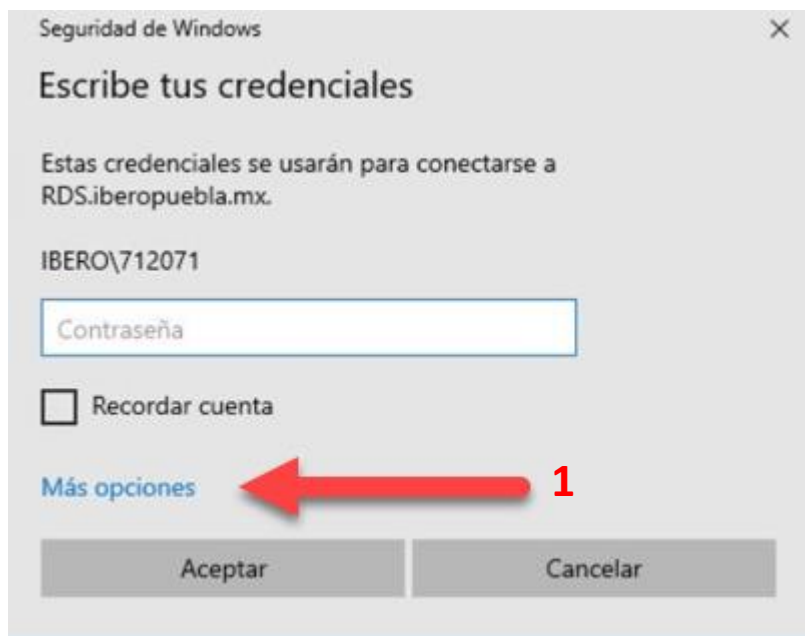 Seguridad de Windows
Escribe tus credenciales
Estas credenciales se usarán para conectarse a
RDS.iberopuebla.mx.
IBERO\712071
Contraseña
Recordar cuenta
Más opciones
1
Aceptar
Cancelar